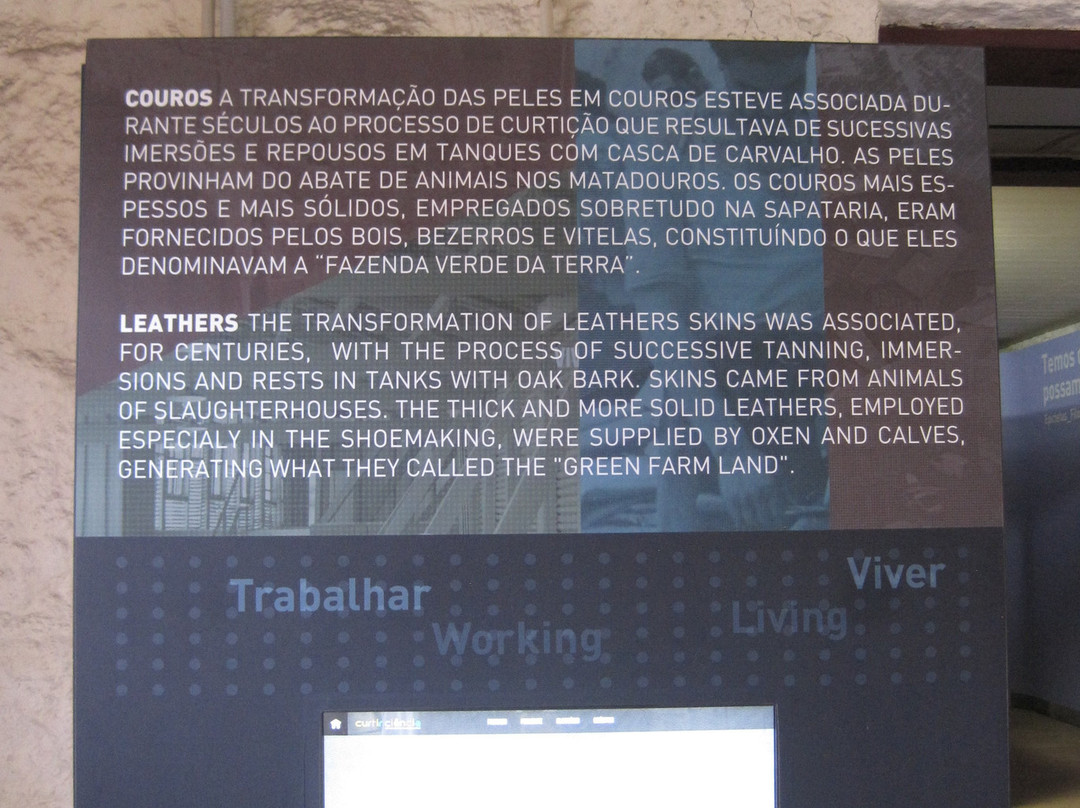 COUROS A TRANSFORMAÇÃO DAS PELES EM COUROS ESTEVE ASSOCIADA DU-
RANTE SÉCULOS AO PROCESSO DE CURTIÇÃO QUE RESULTAVA DE SUCESSIVAS
IMERSÕES E REPOUSOS EM TANQUES COM CASCA DE CARVALHO. AS PELES
PROVINHAM DO ABATE DE ANIMAIS NOS MATADOUROS. OS COUROS MAIS ES-
PESSOS E MAIS SÓLIDOS, EMPREGADOS SOBRETUDO NA SAPATARIA, ERAM
FORNECIDOS PELOS BOIS, BEZERROS E VITELAS, CONSTITUÍNDO O QUE ELES
DENOMINAVAM A “FAZENDA VERDE DA TERRA”.
LEATHERS THE TRANSFORMATION OF LEATHERS SKINS WAS ASSOCIATED,
FOR CENTURIES, WITH THE PROCESS OF SUCCESSIVE TANNING, IMMER-
SIONS AND RESTS IN TANKS WITH OAK BARK. SKINS CAME FROM ANIMALS
OF SLAUGHTERHOUSES. THE THICK AND MORE SOLID LEATHERS, EMPLOYED
ESPECIALY IN THE SHOEMAKING, WERE SUPPLIED BY OXEN AND CALVES,
GENERATING WHAT THEY CALLED THE "GREEN FARM LAND".
Trabalhar
Working
Living
Viver
curtirciência
Temos
possam